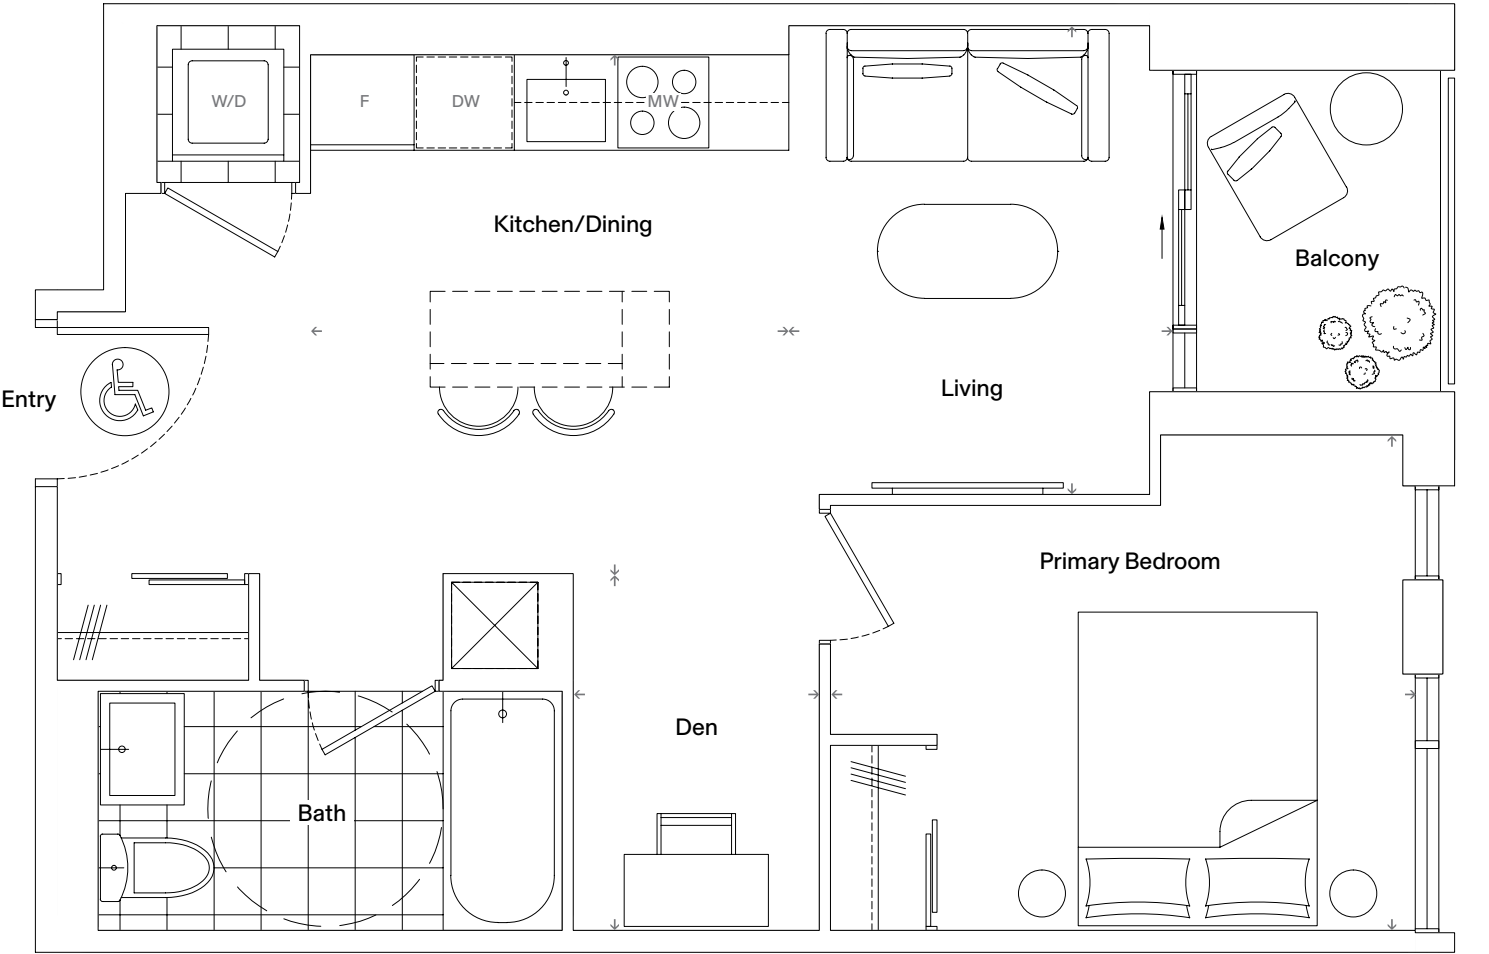 W/D
F
DW
MW
Kitchen/Dining
Balcony
Entry
Living
Primary Bedroom
Den
Bath